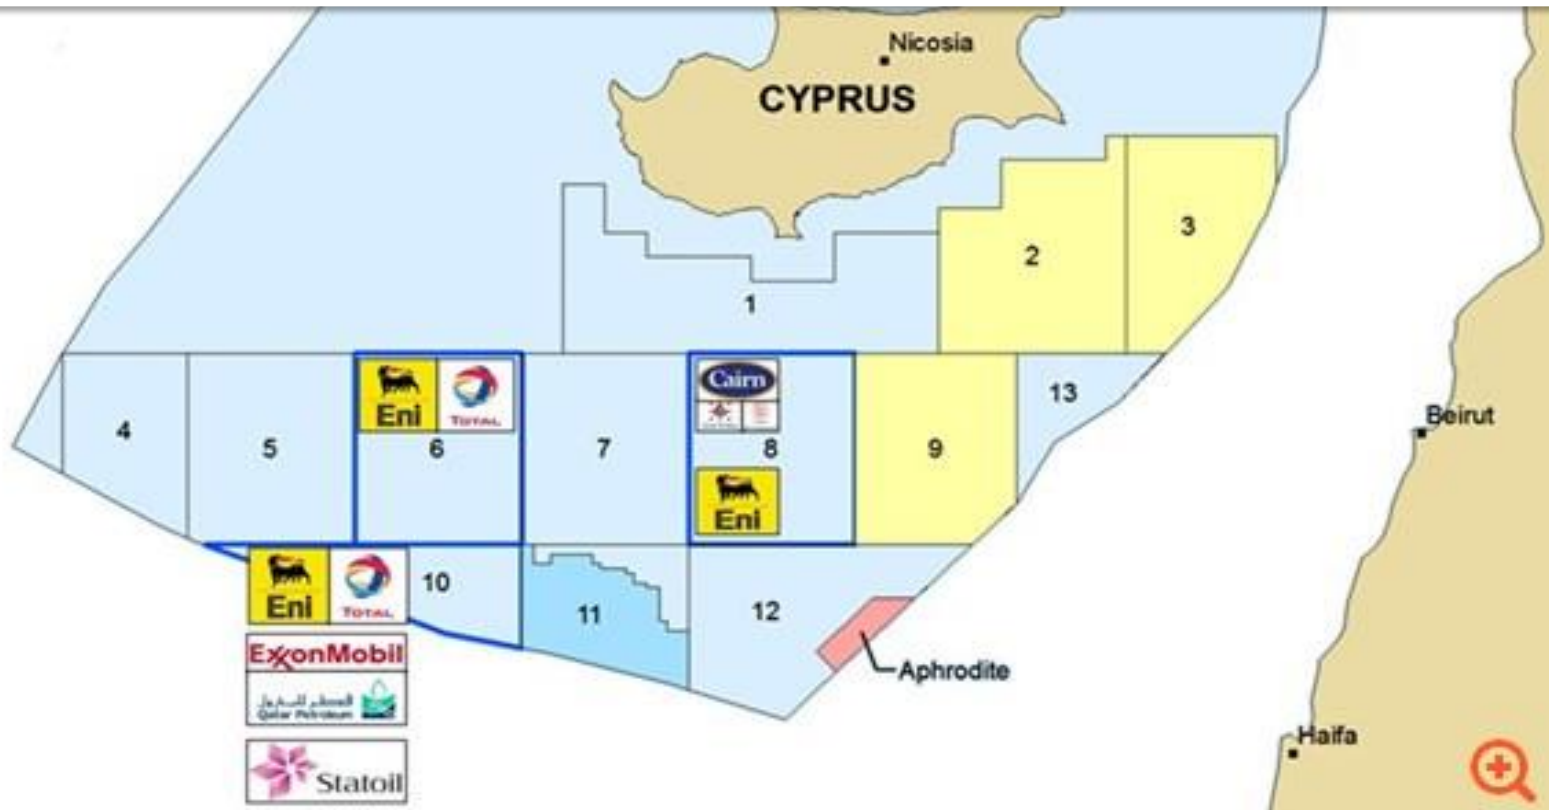 Nicosia
CYPRUS
3
2
1
Eni
TOTAL
Cairn
13
4
5
6
7
8
9
Beirut
Eni
Eni
TOTAL
10
11
12
ExxonMobil
Aphrodite
قطر للبترول
Qatar Petroleum
Statoil
Haifa